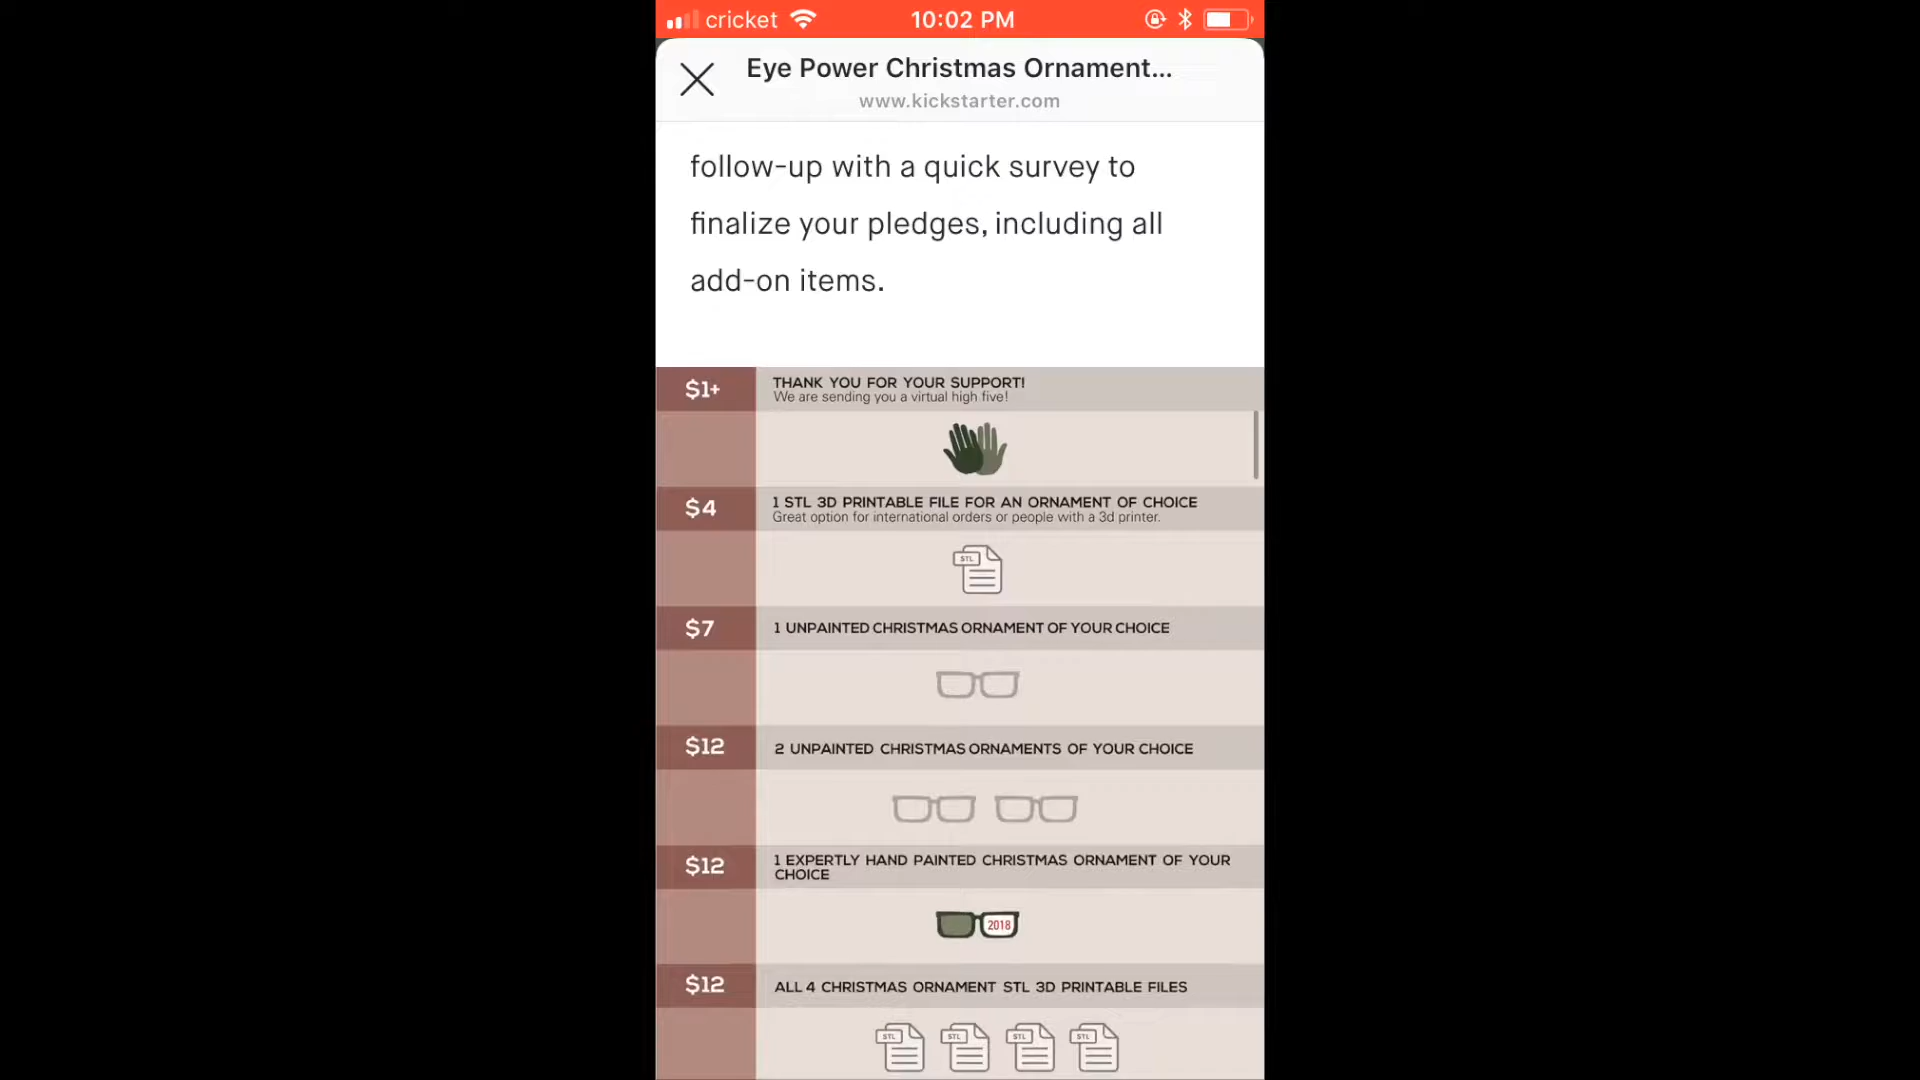 cricket 10:02 PM
Eye Power Christmas Ornament...
www.kickstarter.com
follow-up with a quick survey to
finalize your pledges, including all
add-on items.
$1+ THANK YOU FOR YOUR SUPPORT!
We are sending you a virtual high five!
$4 1 STL 3D PRINTABLE FILE FOR AN ORNAMENT OF CHOICE
Great option for international orders or people with a 3d printer.
STL
$7 1 UNPAINTED CHRISTMAS ORNAMENT OF YOUR CHOICE
$12 2 UNPAINTED CHRISTMAS ORNAMENTS OF YOUR CHOICE
$12 1 EXPERTLY HAND PAINTED CHRISTMAS ORNAMENT OF YOUR
CHOICE
2018
$12 ALL 4 CHRISTMAS ORNAMENT STL 3D PRINTABLE FILES
STL STL STL STL